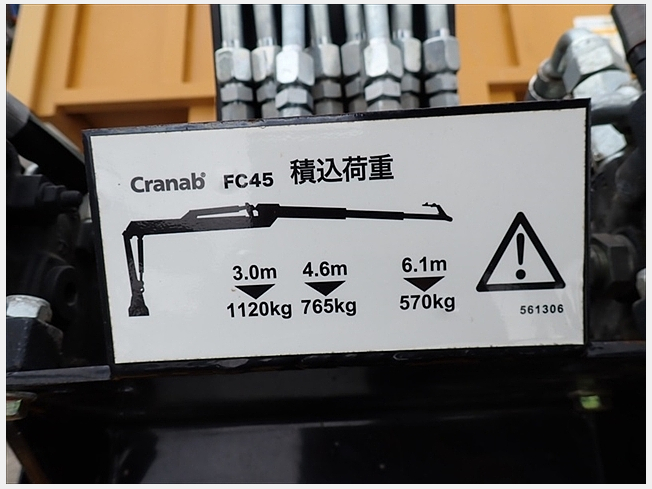 Cranab® FC45 積込荷重
3.0m 4.6m 6.1m
1120kg 765kg 570kg
561306